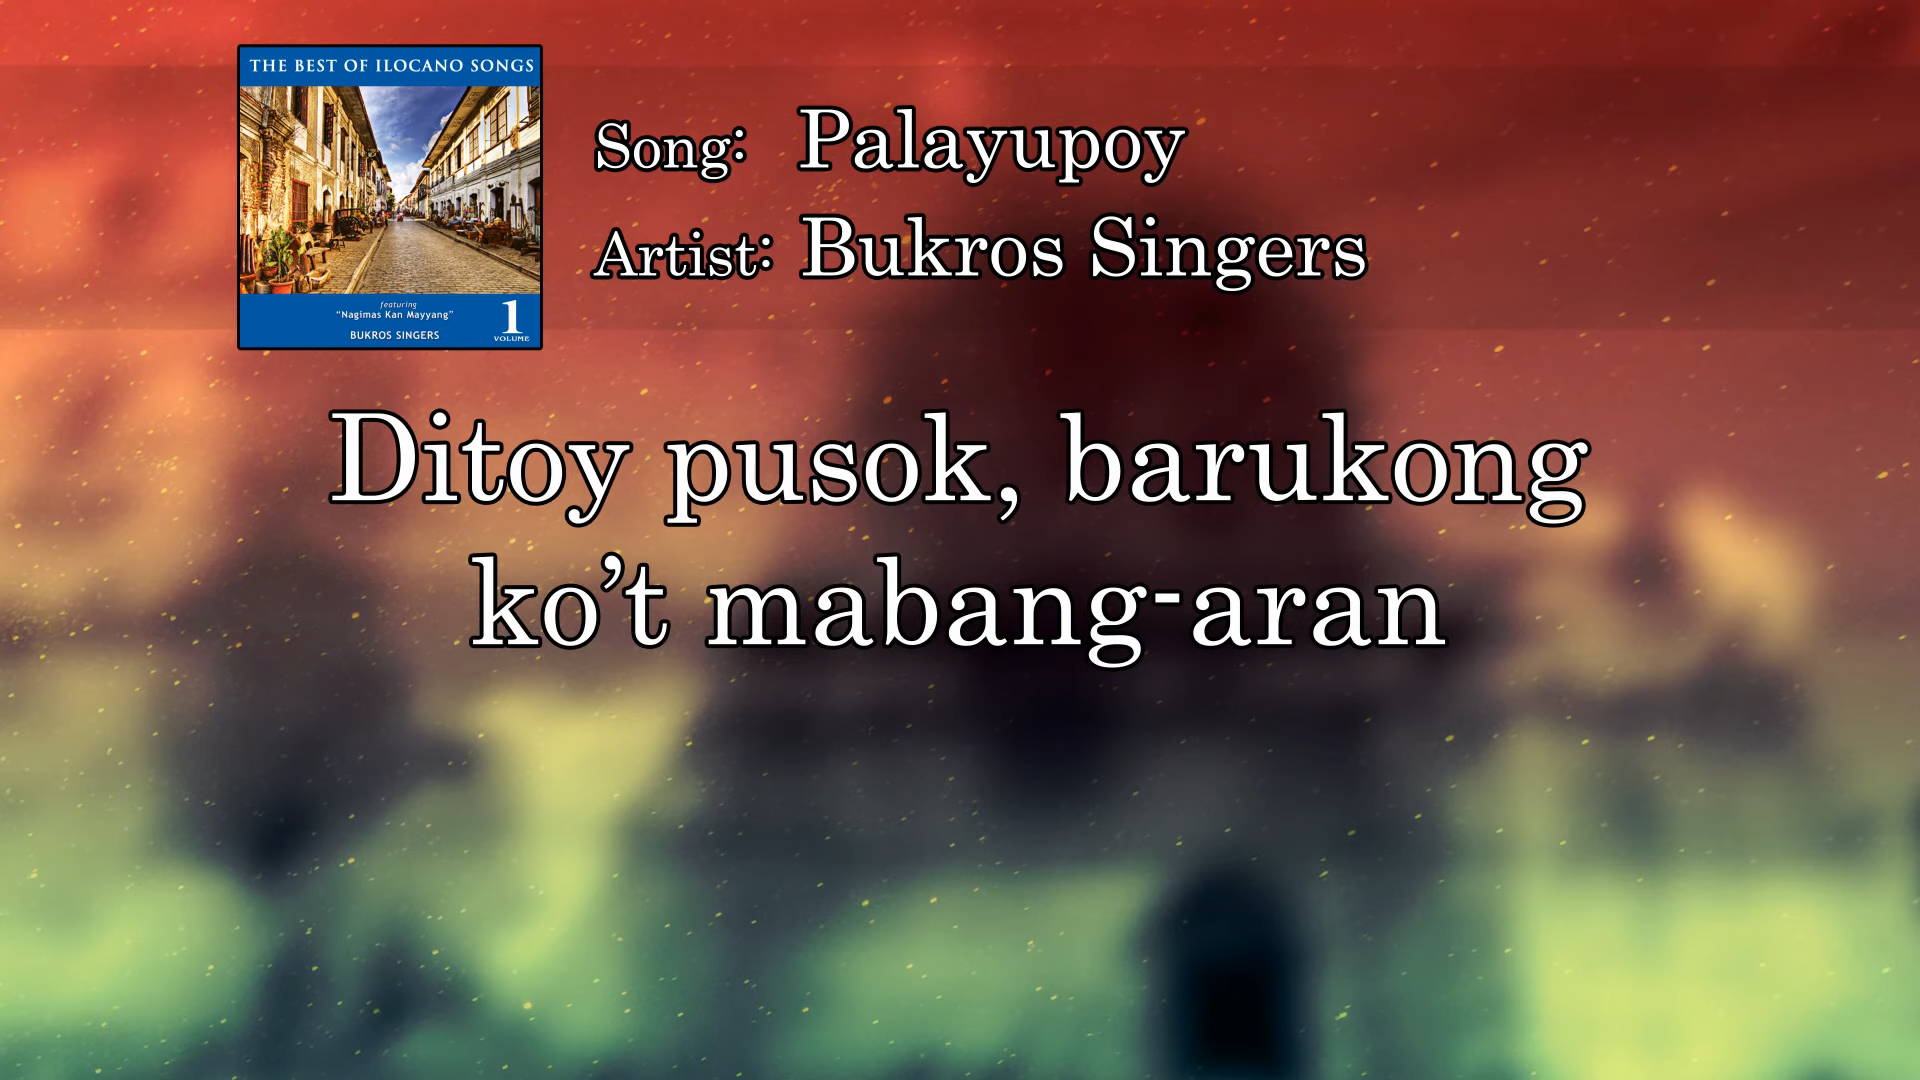 THE BEST OF ILOCANO SONGS
featuring
“Nagimas Kan Mayyang”
BUKROS SINGERS
1
VOLUME
Song: Palayupoy
Artist: Bukros Singers
Ditoy pusok, barukong
ko’t mabang-aran